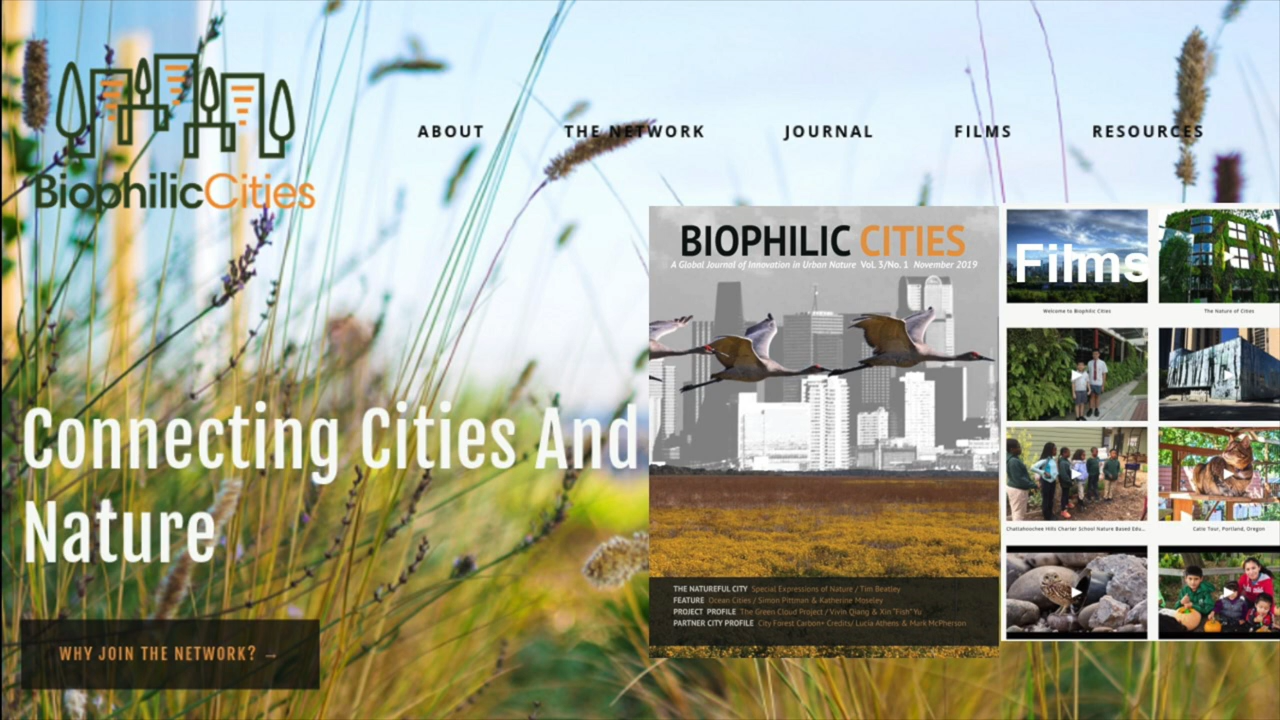 BiophilicCities
ABOUT
THE NETWORK
JOURNAL
FILMS
RESOURCES
Connecting Cities And
Nature
WHY JOIN THE NETWORK? →
BIOPHILIC CITIES
A Global Journal of Innovation in Urban Nature Vol. 3/No. 1 November 2019
THE NATUREFUL CITY Special Expressions of Nature / Tim Beatley
FEATURE Ocean Cities / Simon Pittman & Katherine Moseley
PROJECT PROFILE The Green Cloud Project / Vivin Qiang & Xin "Fish" Yu
PARTNER CITY PROFILE City Forest Carbon+ Credits/ Lucia Athens & Mark McPherson
Films
Welcome to Biophilic Cities
The Nature of Cities
Chattahoochee Hills Charter School Nature Based Edu...
Catio Tour, Portland, Oregon